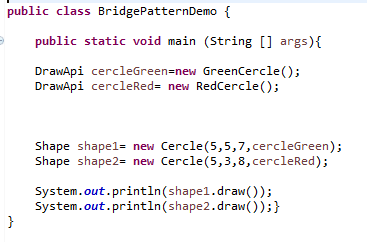 public class BridgePatternDemo {
public static void main (String [] args){
DrawApi cercleGreen=new GreenCercle();
DrawApi cercleRed= new RedCercle();
Shape shape1= new Cercle(5,5,7,cercleGreen);
Shape shape2= new Cercle(5,3,8,cercleRed);
System.out.println(shape1.draw());
System.out.println(shape2.draw());}
}